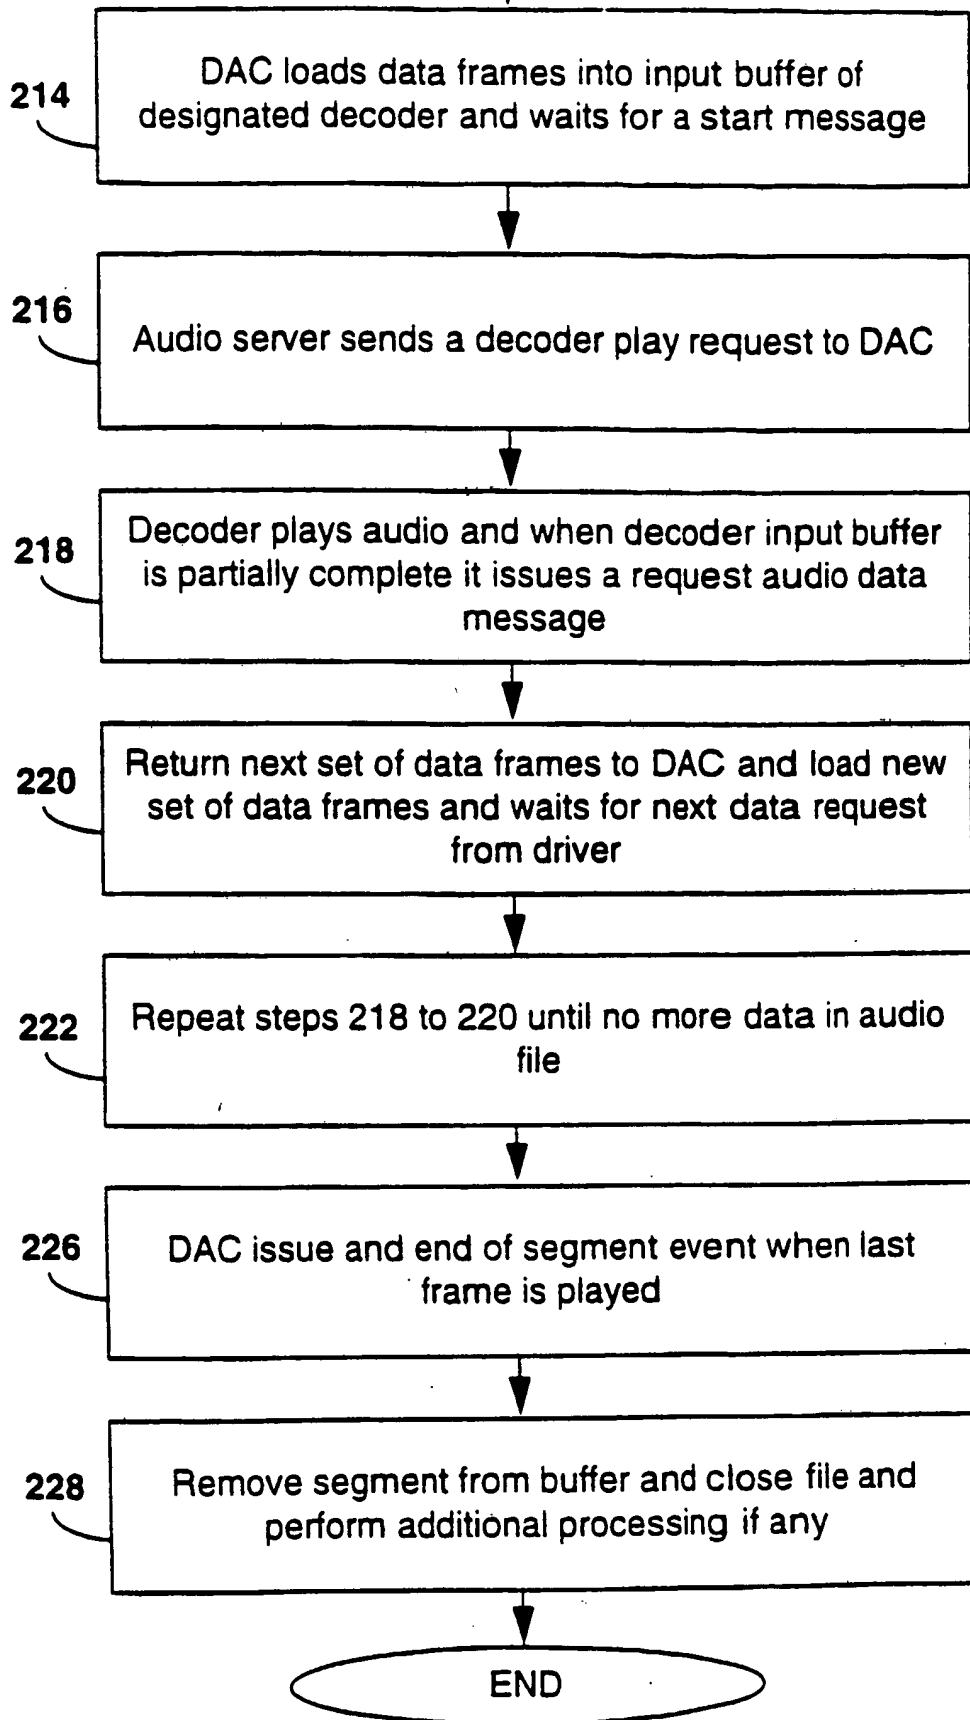 214
DAC loads data frames into input buffer of
designated decoder and waits for a start message
216
Audio server sends a decoder play request to DAC
218
Decoder plays audio and when decoder input buffer
is partially complete it issues a request audio data
message
220
Return next set of data frames to DAC and load new
set of data frames and waits for next data request
from driver
222
Repeat steps 218 to 220 until no more data in audio
file
226
DAC issue and end of segment event when last
frame is played
228
Remove segment from buffer and close file and
perform additional processing if any
END